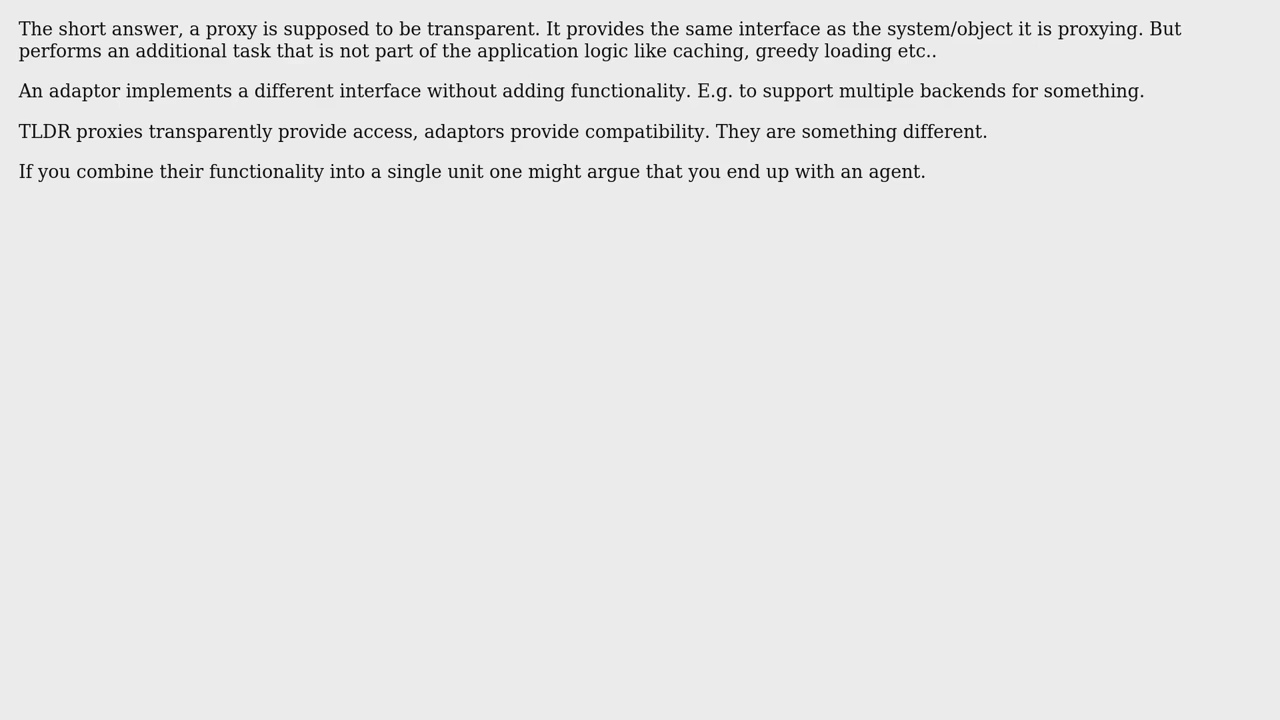 The short answer, a proxy is supposed to be transparent. It provides the same interface as the system/object it is proxying. But
performs an additional task that is not part of the application logic like caching, greedy loading etc..
An adaptor implements a different interface without adding functionality. E.g. to support multiple backends for something.
TLDR proxies transparently provide access, adaptors provide compatibility. They are something different.
If you combine their functionality into a single unit one might argue that you end up with an agent.